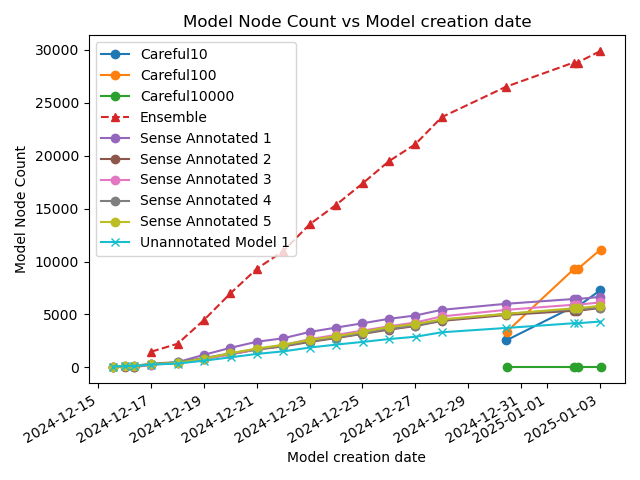 Model Node Count vs Model creation date
Careful10
Careful100
Careful10000
Ensemble
Sense Annotated 1
Sense Annotated 2
Sense Annotated 3
Sense Annotated 4
Sense Annotated 5
Unannotated Model 1
Model Node Count
30000
25000
20000
15000
10000
5000
0
2024-12-15
2024-12-17
2024-12-19
2024-12-21
2024-12-23
2024-12-25
2024-12-27
2024-12-29
2024-12-31
2025-01-01
2025-01-03
Model creation date